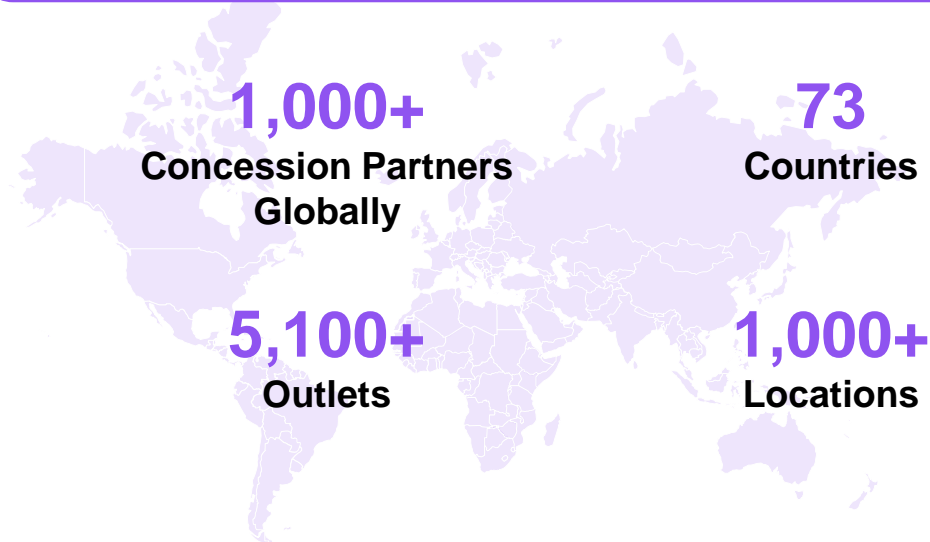 1,000+
Concession Partners
Globally
73
Countries
5,100+
Outlets
1,000+
Locations